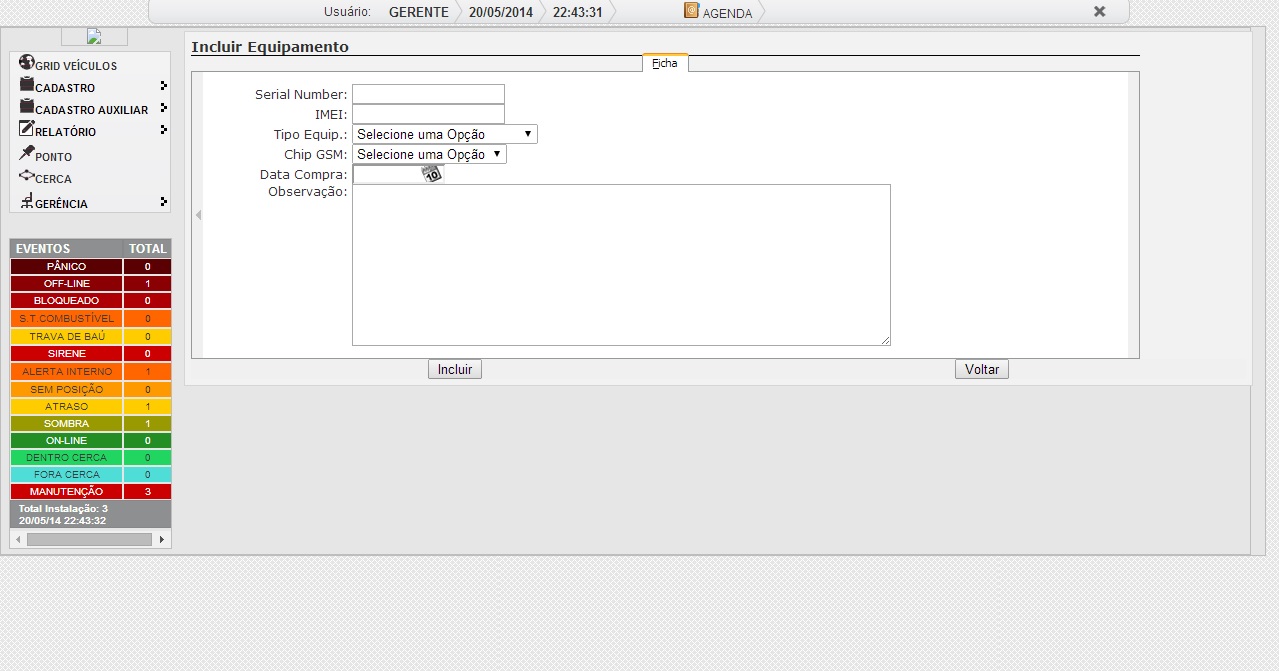 Usuário: GERENTE 20/05/2014 22:43:31 AGENDA
GRID VEÍCULOS
CADASTRO
CADASTRO AUXILIAR
RELATÓRIO
PONTO
CERCA
GERÊNCIA
EVENTOS TOTAL
PÂNICO 0
OFF-LINE 1
BLOQUEADO 0
S.T.COMBUSTÍVEL 0
TRAVA DE BAÚ 0
SIRENE 0
ALERTA INTERNO 1
SEM POSIÇÃO 0
ATRASO 1
SOMBRA 1
ON-LINE 0
DENTRO CERCA 0
FORA CERCA 0
MANUTENÇÃO 3
Total Instalação: 3
20/05/14 22:43:32
Incluir Equipamento
Ficha
Serial Number:
IMEI:
Tipo Equip.: Selecione uma Opção
Chip GSM: Selecione uma Opção
Data Compra: 10
Observação:
Incluir Voltar